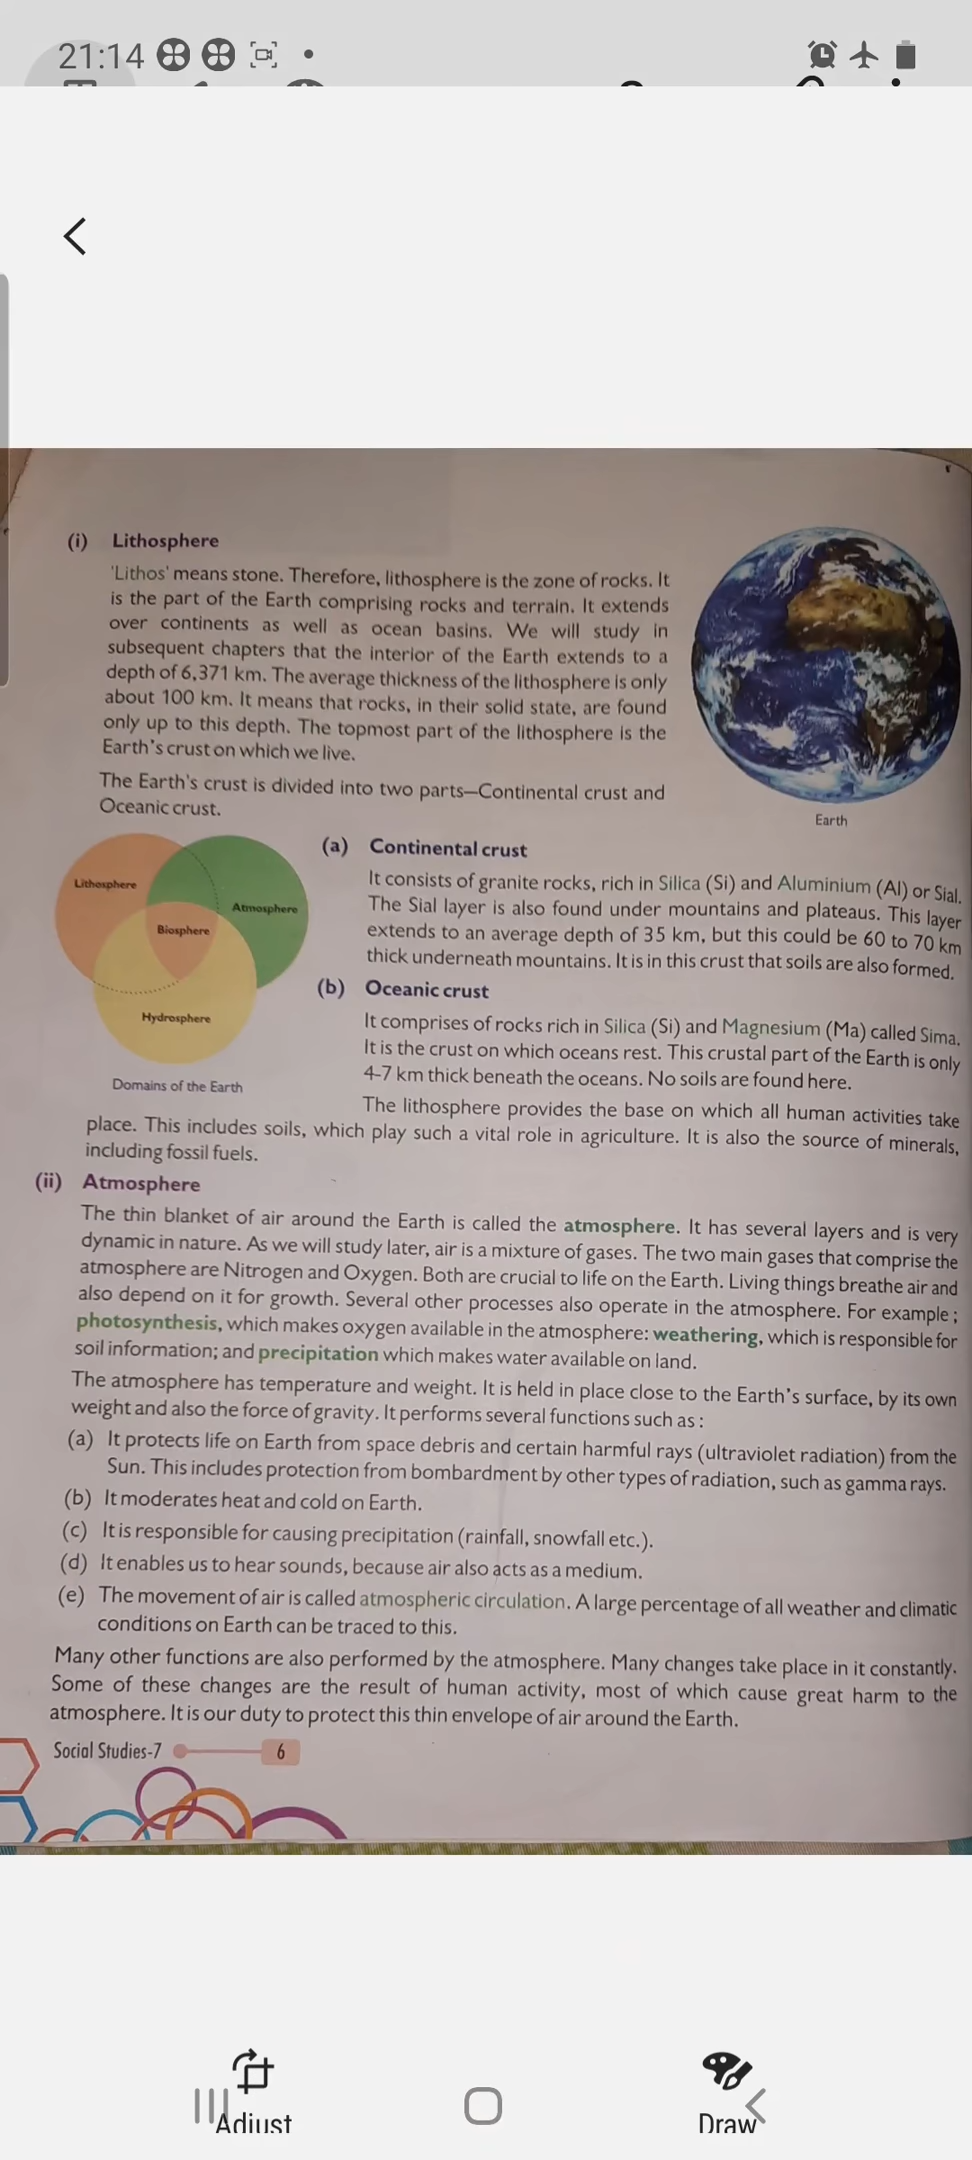 21:14
(i) Lithosphere
'Lithos' means stone. Therefore, lithosphere is the zone of rocks. It
is the part of the Earth comprising rocks and terrain. It extends
over continents as well as ocean basins. We will study in
subsequent chapters that the interior of the Earth extends to a
depth of 6,371 km. The average thickness of the lithosphere is only
about 100 km. It means that rocks, in their solid state, are found
only up to this depth. The topmost part of the lithosphere is the
Earth's crust on which we live.
The Earth's crust is divided into two parts—Continental crust and
Oceanic crust.
Earth
Lithosphere
Atmosphere
Biosphere
Hydrosphere
Domains of the Earth
(a) Continental crust
It consists of granite rocks, rich in Silica (Si) and Aluminium (Al) or Sial.
The Sial layer is also found under mountains and plateaus. This layer
extends to an average depth of 35 km, but this could be 60 to 70 km
thick underneath mountains. It is in this crust that soils are also formed.
(b) Oceanic crust
It comprises of rocks rich in Silica (Si) and Magnesium (Ma) called Sima.
It is the crust on which oceans rest. This crustal part of the Earth is only
4-7 km thick beneath the oceans. No soils are found here.
The lithosphere provides the base on which all human activities take
place. This includes soils, which play such a vital role in agriculture. It is also the source of minerals,
including fossil fuels.
(ii) Atmosphere
The thin blanket of air around the Earth is called the atmosphere. It has several layers and is very
dynamic in nature. As we will study later, air is a mixture of gases. The two main gases that comprise the
atmosphere are Nitrogen and Oxygen. Both are crucial to life on the Earth. Living things breathe air and
also depend on it for growth. Several other processes also operate in the atmosphere. For example ;
photosynthesis, which makes oxygen available in the atmosphere: weathering, which is responsible for
soil information; and precipitation which makes water available on land.
The atmosphere has temperature and weight. It is held in place close to the Earth's surface, by its own
weight and also the force of gravity. It performs several functions such as :
(a) It protects life on Earth from space debris and certain harmful rays (ultraviolet radiation) from the
Sun. This includes protection from bombardment by other types of radiation, such as gamma rays.
(b) It moderates heat and cold on Earth.
(c) It is responsible for causing precipitation (rainfall, snowfall etc.).
(d) It enables us to hear sounds, because air also acts as a medium.
(e) The movement of air is called atmospheric circulation. A large percentage of all weather and climatic
conditions on Earth can be traced to this.
Many other functions are also performed by the atmosphere. Many changes take place in it constantly.
Some of these changes are the result of human activity, most of which cause great harm to the
atmosphere. It is our duty to protect this thin envelope of air around the Earth.
Social Studies-7 6
Adjust
Draw